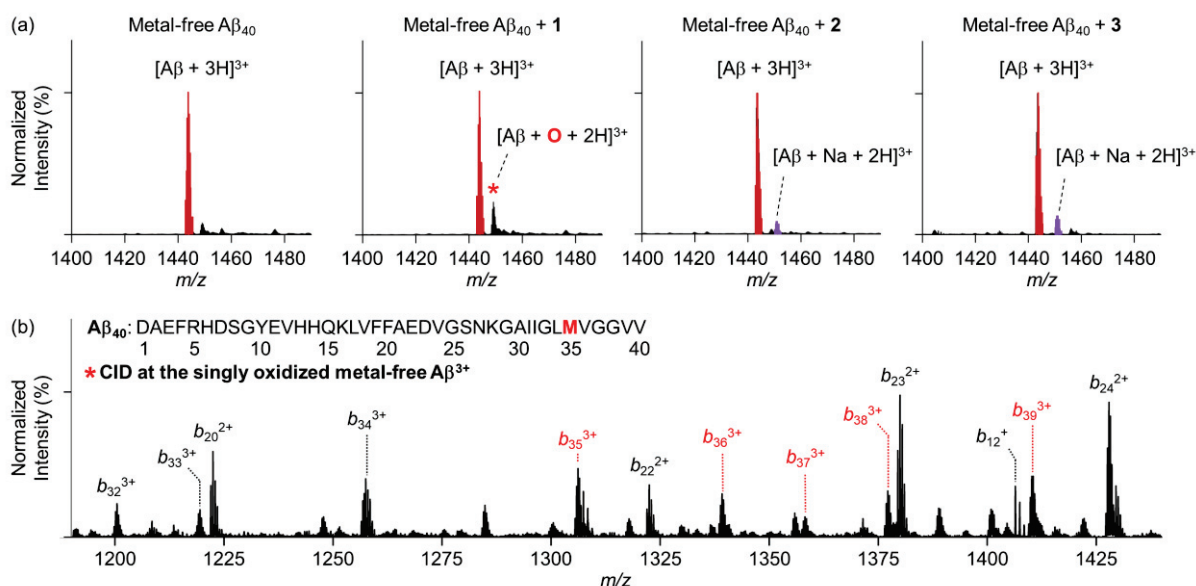 (a)
Metal-free Aβ₄₀
Metal-free Aβ₄₀ + 1
Metal-free Aβ₄₀ + 2
Metal-free Aβ₄₀ + 3
Normalized
Intensity (%)
[Aβ + 3H]³⁺
[Aβ + 3H]³⁺
[Aβ + O + 2H]³⁺
*
[Aβ + 3H]³⁺
[Aβ + Na + 2H]³⁺
[Aβ + 3H]³⁺
[Aβ + Na + 2H]³⁺
1400 1420 1440 1460 1480
1400 1420 1440 1460 1480
1400 1420 1440 1460 1480
1400 1420 1440 1460 1480
m/z
m/z
m/z
m/z
(b)
Aβ₄₀: DAEFRHDSGYEVHHQKLVFFAEDVGSNKGAIIGLMVGGVV
1 5 10 15 20 25 30 35 40
* CID at the singly oxidized metal-free Aβ³⁺
Normalized
Intensity (%)
b₃₂³⁺
b₃₃³⁺
b₂₀²⁺
b₃₄³⁺
b₃₅³⁺
b₂₂²⁺
b₃₆³⁺
b₃₇³⁺
b₃₈³⁺
b₂₃²⁺
b₁₂⁺
b₃₉³⁺
b₂₄²⁺
1200 1225 1250 1275 1300 1325 1350 1375 1400 1425
m/z